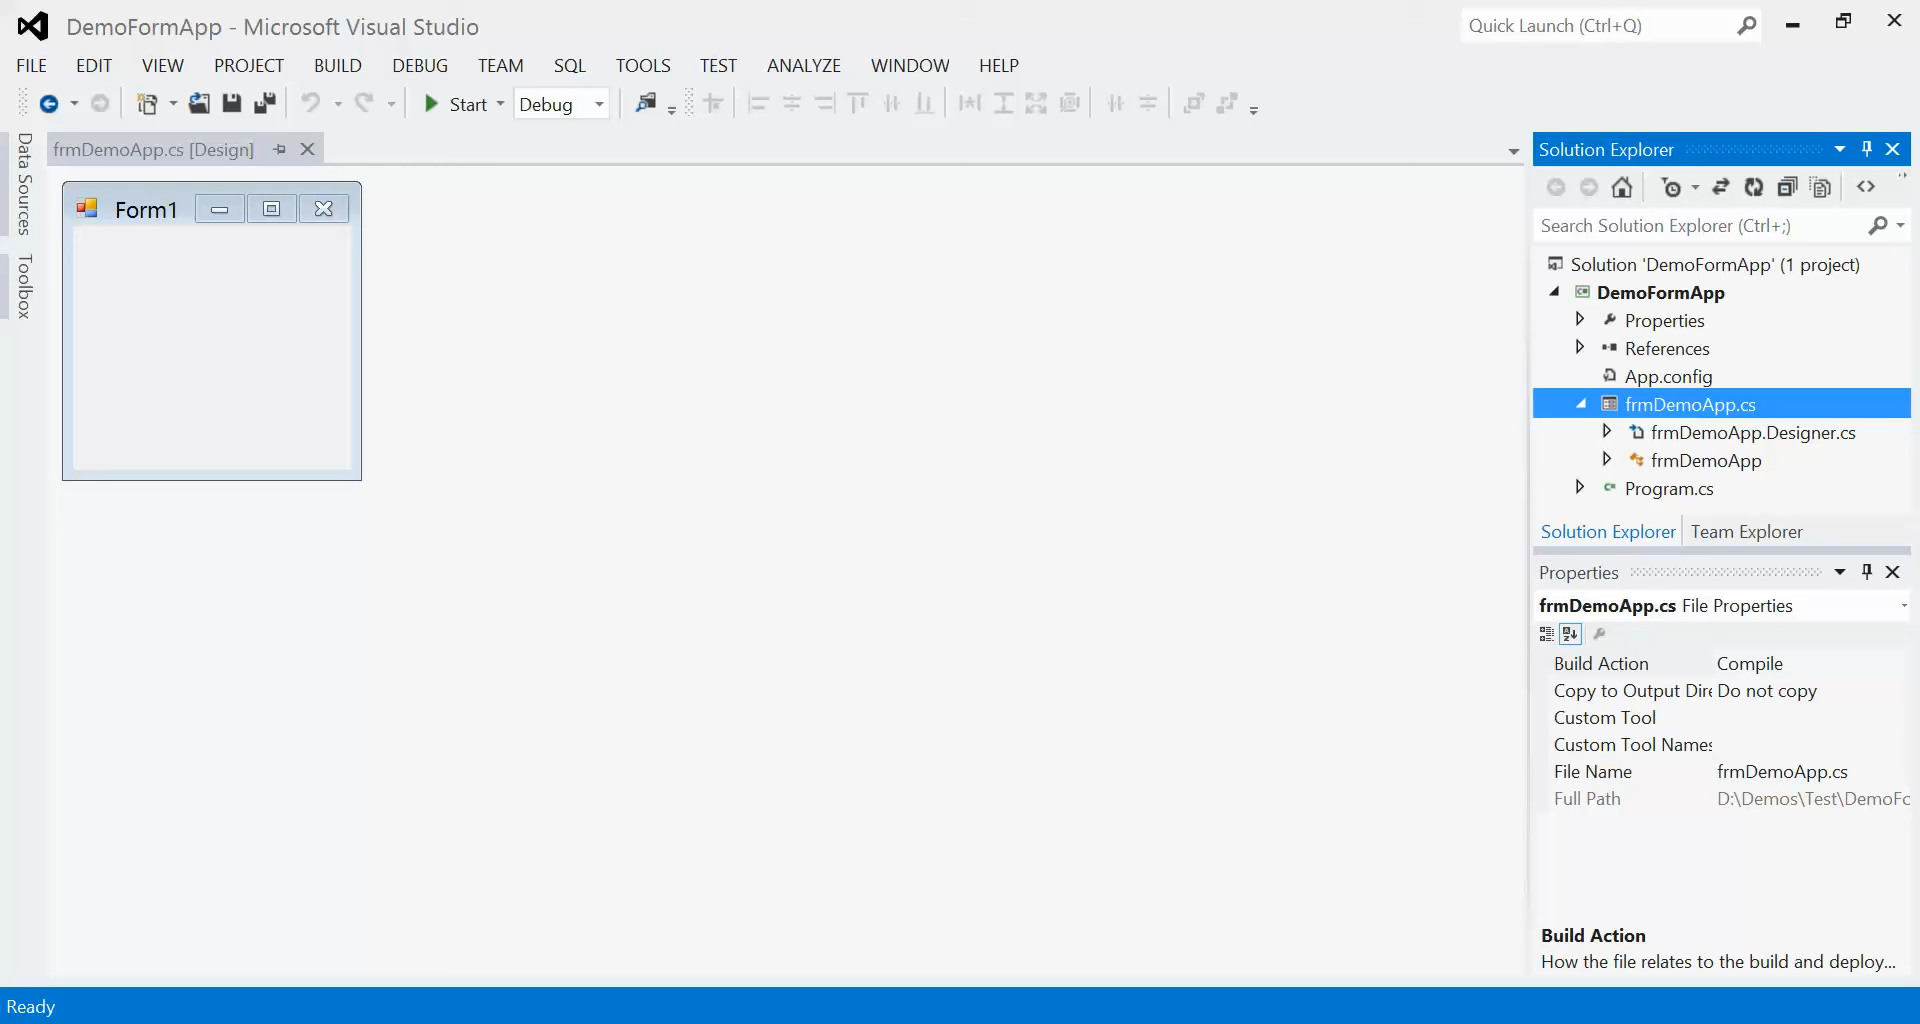 DemoFormApp - Microsoft Visual Studio
Quick Launch (Ctrl+Q)
FILE EDIT VIEW PROJECT BUILD DEBUG TEAM SQL TOOLS TEST ANALYZE WINDOW HELP
Start Debug
Data Sources
Toolbox
frmDemoApp.cs [Design]
Form1
Solution Explorer
Search Solution Explorer (Ctrl+;)
Solution 'DemoFormApp' (1 project)
DemoFormApp
Properties
References
App.config
frmDemoApp.cs
frmDemoApp.Designer.cs
frmDemoApp
Program.cs
Solution Explorer Team Explorer
Properties
frmDemoApp.cs File Properties
Build Action Compile
Copy to Output Dire Do not copy
Custom Tool
Custom Tool Names
File Name frmDemoApp.cs
Full Path D:\Demos\Test\DemoFo
Build Action
How the file relates to the build and deploy...
Ready